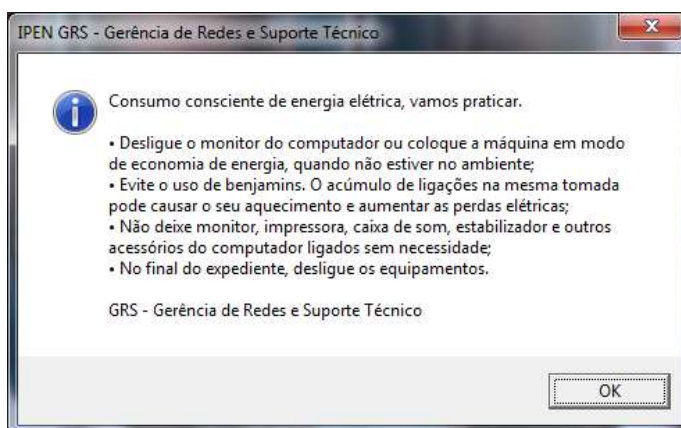 IPEN GRS - Gerência de Redes e Suporte Técnico
Consumo consciente de energia elétrica, vamos praticar.
• Desligue o monitor do computador ou coloque a máquina em modo
de economia de energia, quando não estiver no ambiente;
• Evite o uso de benjamins. O acúmulo de ligações na mesma tomada
pode causar o seu aquecimento e aumentar as perdas elétricas;
• Não deixe monitor, impressora, caixa de som, estabilizador e outros
acessórios do computador ligados sem necessidade;
• No final do expediente, desligue os equipamentos.
GRS - Gerência de Redes e Suporte Técnico
OK